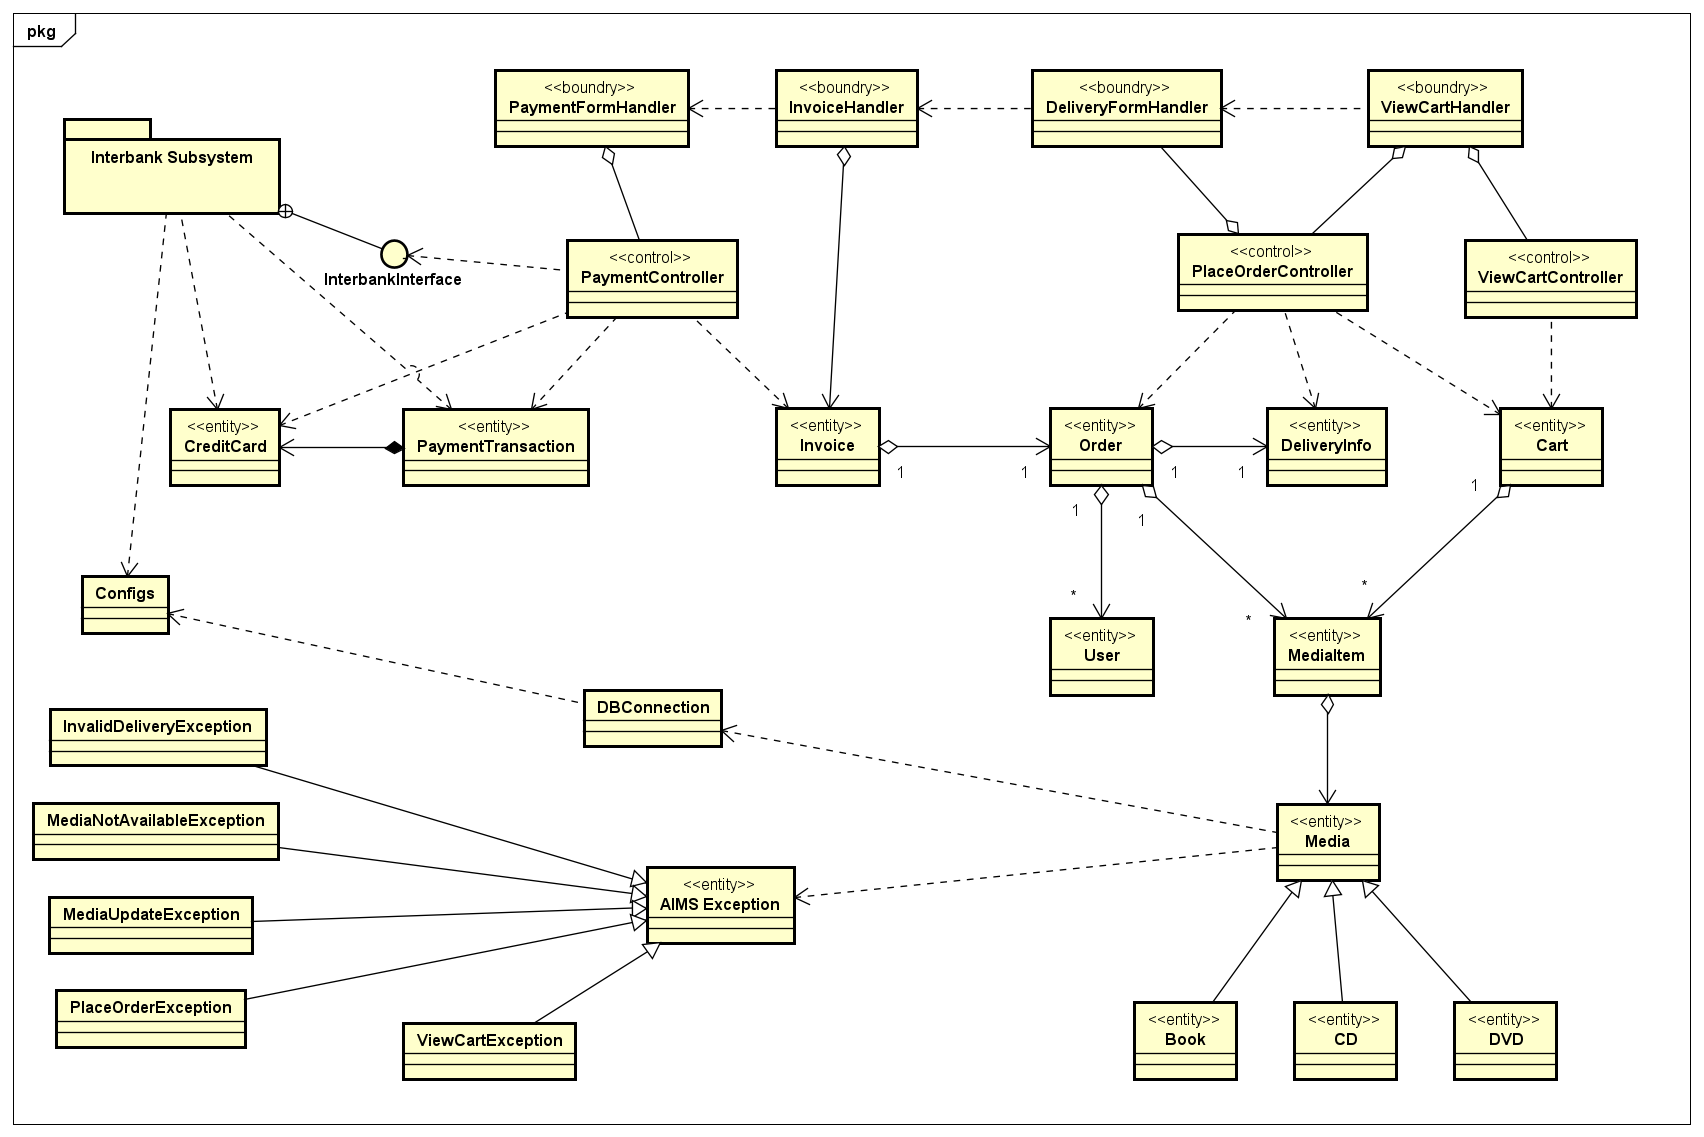 pkg
<<boundry>>
PaymentFormHandler
<<boundry>>
InvoiceHandler
<<boundry>>
DeliveryFormHandler
<<boundry>>
ViewCartHandler
Interbank Subsystem
InterbankInterface
<<control>>
PaymentController
<<control>>
PlaceOrderController
<<control>>
ViewCartController
<<entity>>
CreditCard
<<entity>>
PaymentTransaction
<<entity>>
Invoice
<<entity>>
Order
<<entity>>
DeliveryInfo
<<entity>>
Cart
1
1
1
1
1
1
1
*
*
*
Configs
<<entity>>
User
<<entity>>
MediaItem
DBConnection
InvalidDeliveryException
MediaNotAvailableException
<<entity>>
Media
<<entity>>
AIMS Exception
MediaUpdateException
PlaceOrderException
ViewCartException
<<entity>>
Book
<<entity>>
CD
<<entity>>
DVD